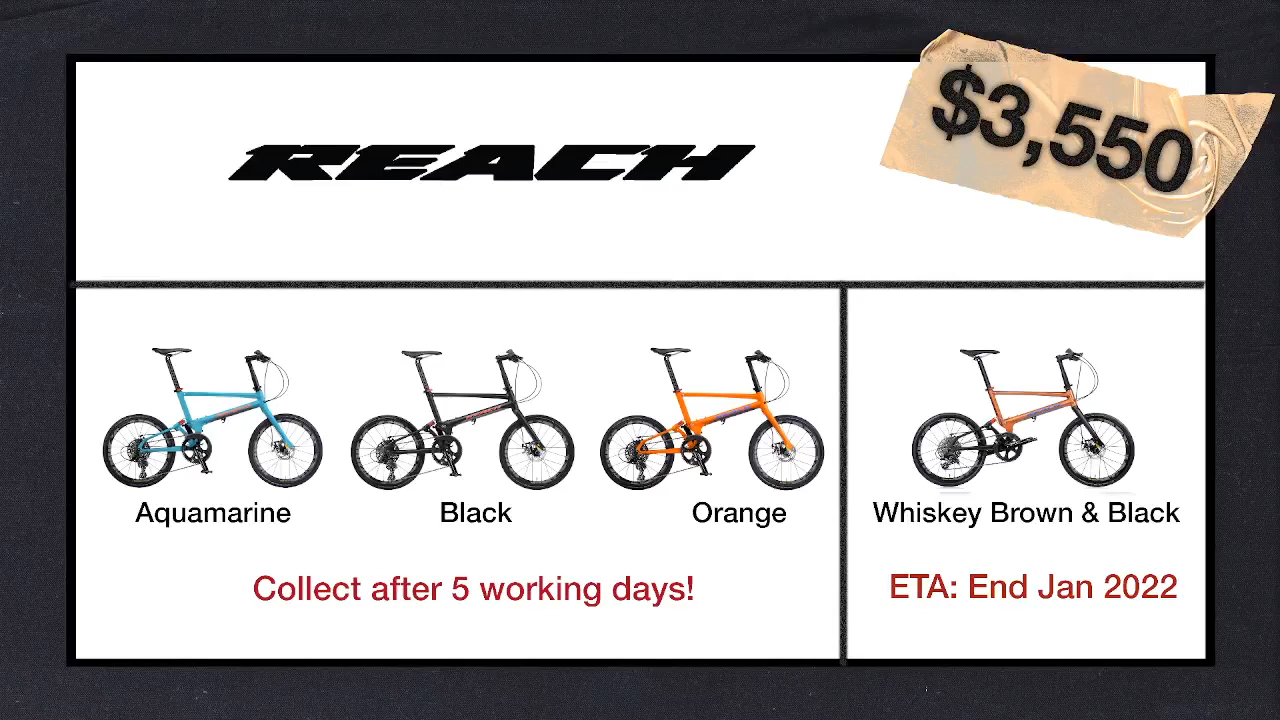 REACH
$3,550
Aquamarine
Black
Orange
Whiskey Brown & Black
Collect after 5 working days!
ETA: End Jan 2022